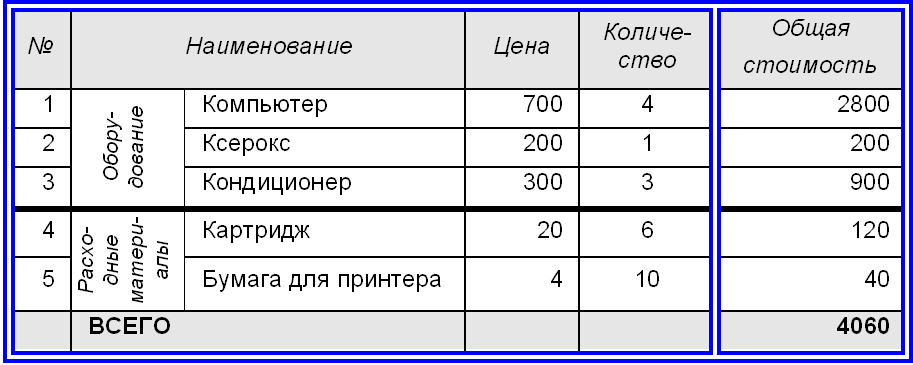 № Наименование Цена Количе-
ство Общая
стоимость
Обору-
дование
1 Компьютер 700 4 2800
2 Ксерокс 200 1 200
3 Кондиционер 300 3 900
Расхо-
дные
матери-
алы
4 Картридж 20 6 120
5 Бумага для принтера 4 10 40
ВСЕГО 4060